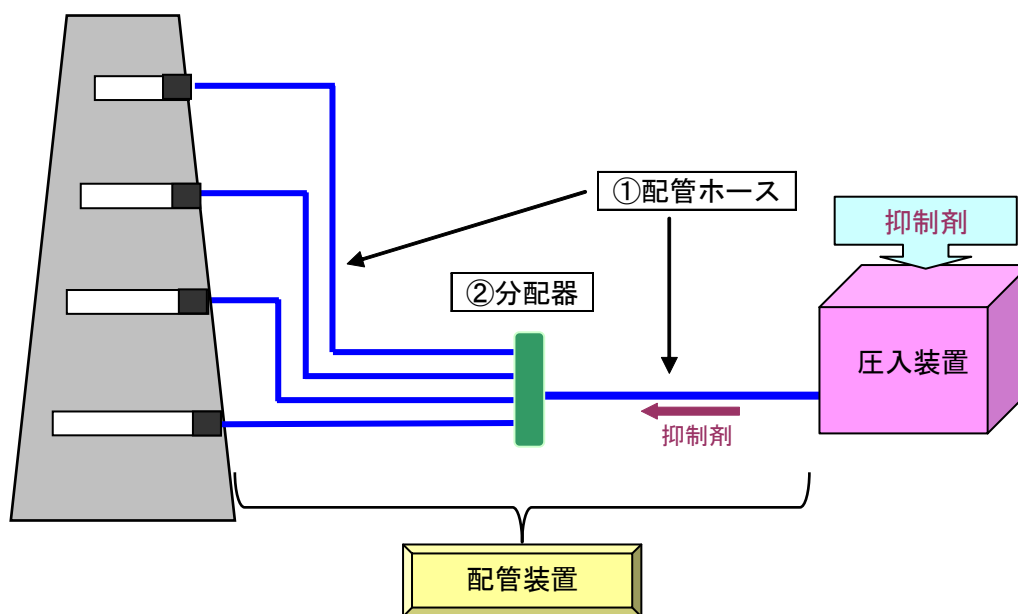 ①配管ホース
抑制剤
②分配器
圧入装置
抑制剤
配管装置